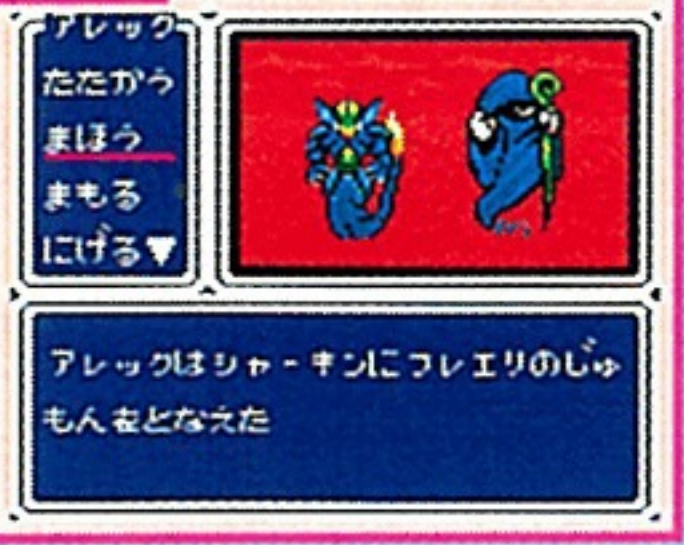 アレック
たたかう
まほう
まもる
にげる▼
アレックはシャーキンにフレエリのじゅ
もんをとなえた